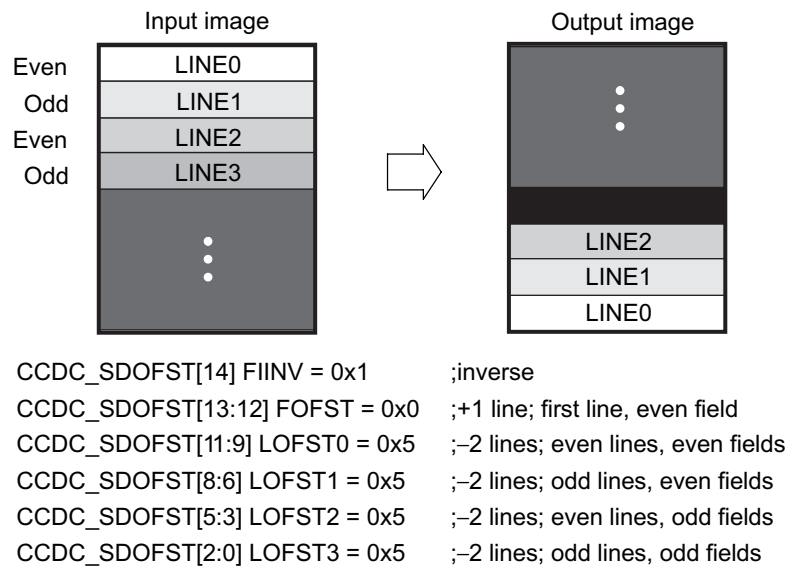 Input image
Output image
Even LINE0
Odd LINE1
Even LINE2
Odd LINE3
LINE2
LINE1
LINE0
CCDC_SDOFST[14] FIINV = 0x1 ;inverse
CCDC_SDOFST[13:12] FOFST = 0x0 ;+1 line; first line, even field
CCDC_SDOFST[11:9] LOFST0 = 0x5 ;–2 lines; even lines, even fields
CCDC_SDOFST[8:6] LOFST1 = 0x5 ;–2 lines; odd lines, even fields
CCDC_SDOFST[5:3] LOFST2 = 0x5 ;–2 lines; even lines, odd fields
CCDC_SDOFST[2:0] LOFST3 = 0x5 ;–2 lines; odd lines, odd fields